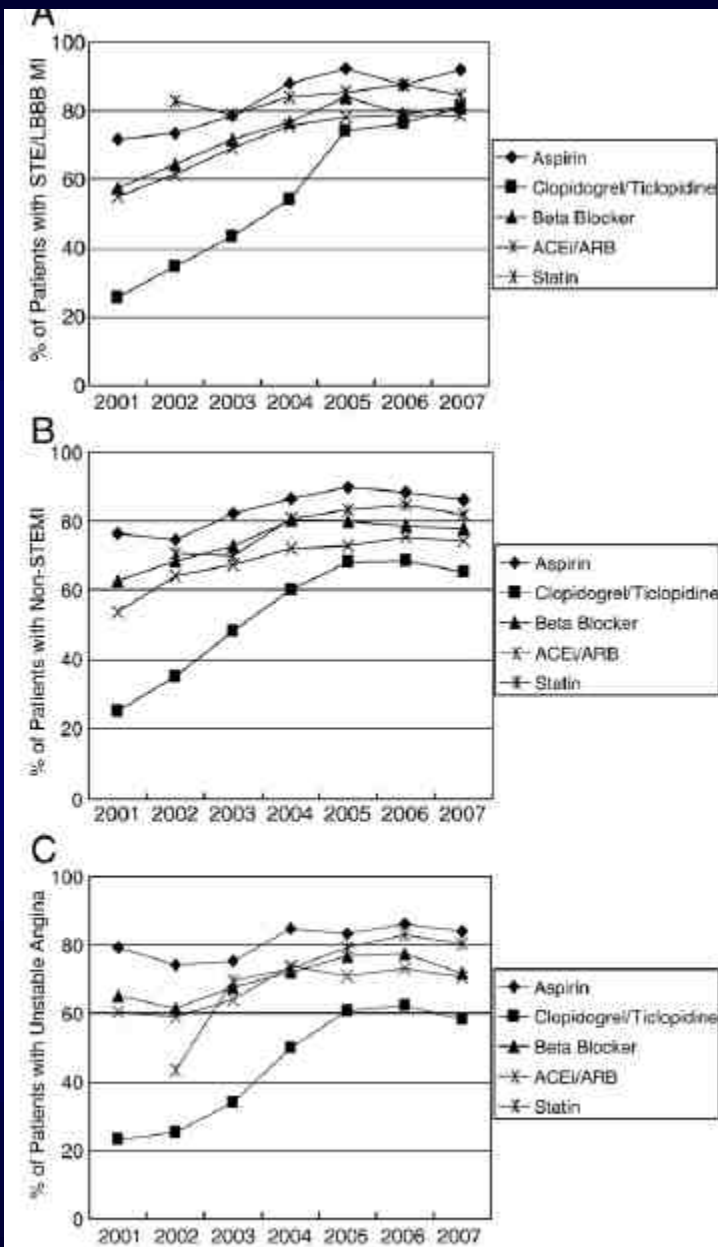 A
% of Patients with STE/LBBB MI
100
80
60
40
20
0
2001 2002 2003 2004 2005 2006 2007
Aspirin
Clopidogrel/Ticlopidine
Beta Blocker
ACEi/ARB
Statin
B
% of Patients with Non-STEMI
100
80
60
40
20
0
2001 2002 2003 2004 2005 2006 2007
Aspirin
Clopidogrel/Ticlopidine
Beta Blocker
ACEi/ARB
Statin
C
% of Patients with Unstable Angina
100
80
60
40
20
0
2001 2002 2003 2004 2005 2006 2007
Aspirin
Clopidogrel/Ticlopidine
Beta Blocker
ACEi/ARB
Statin